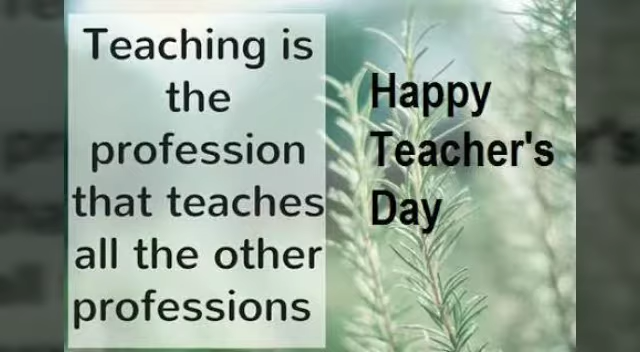 Teaching is
the
profession
that teaches
all the other
professions
Happy
Teacher's
Day